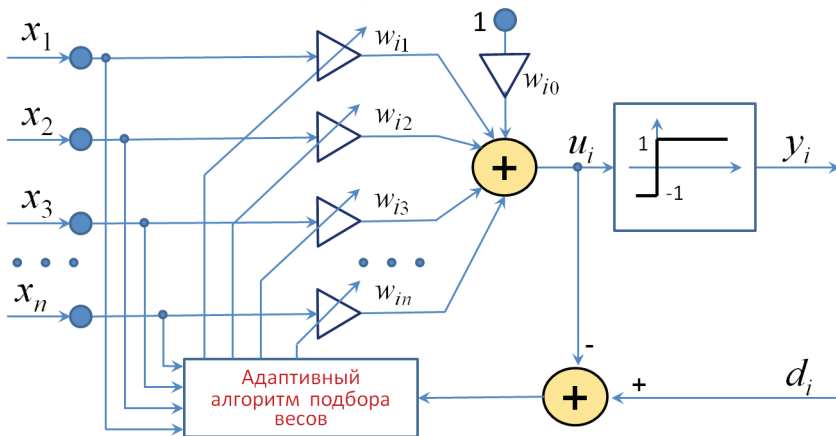 x1
wi1
1
wi0
x2
wi2
+
ui
1
-1
yi
x3
wi3
xn
win
-
Адаптивный
алгоритм подбора
весов
+
+
di